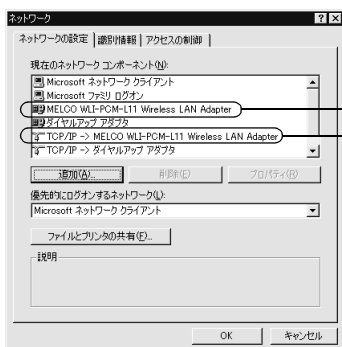 ネットワーク
ネットワークの設定 識別情報 アクセスの制御
現在のネットワーク コンポーネント(N):
Microsoft ネットワーク クライアント
Microsoft ファミリ ログオン
MELCO WLI-PCM-L11 Wireless LAN Adapter
ダイヤルアップ アダプタ
TCP/IP -> MELCO WLI-PCM-L11 Wireless LAN Adapter
TCP/IP -> ダイヤルアップ アダプタ
追加(A)... 削除(E) プロパティ(R)
優先的にログオンするネットワーク(L):
Microsoft ネットワーク クライアント
ファイルとプリンタの共有(F)...
説明
OK キャンセル